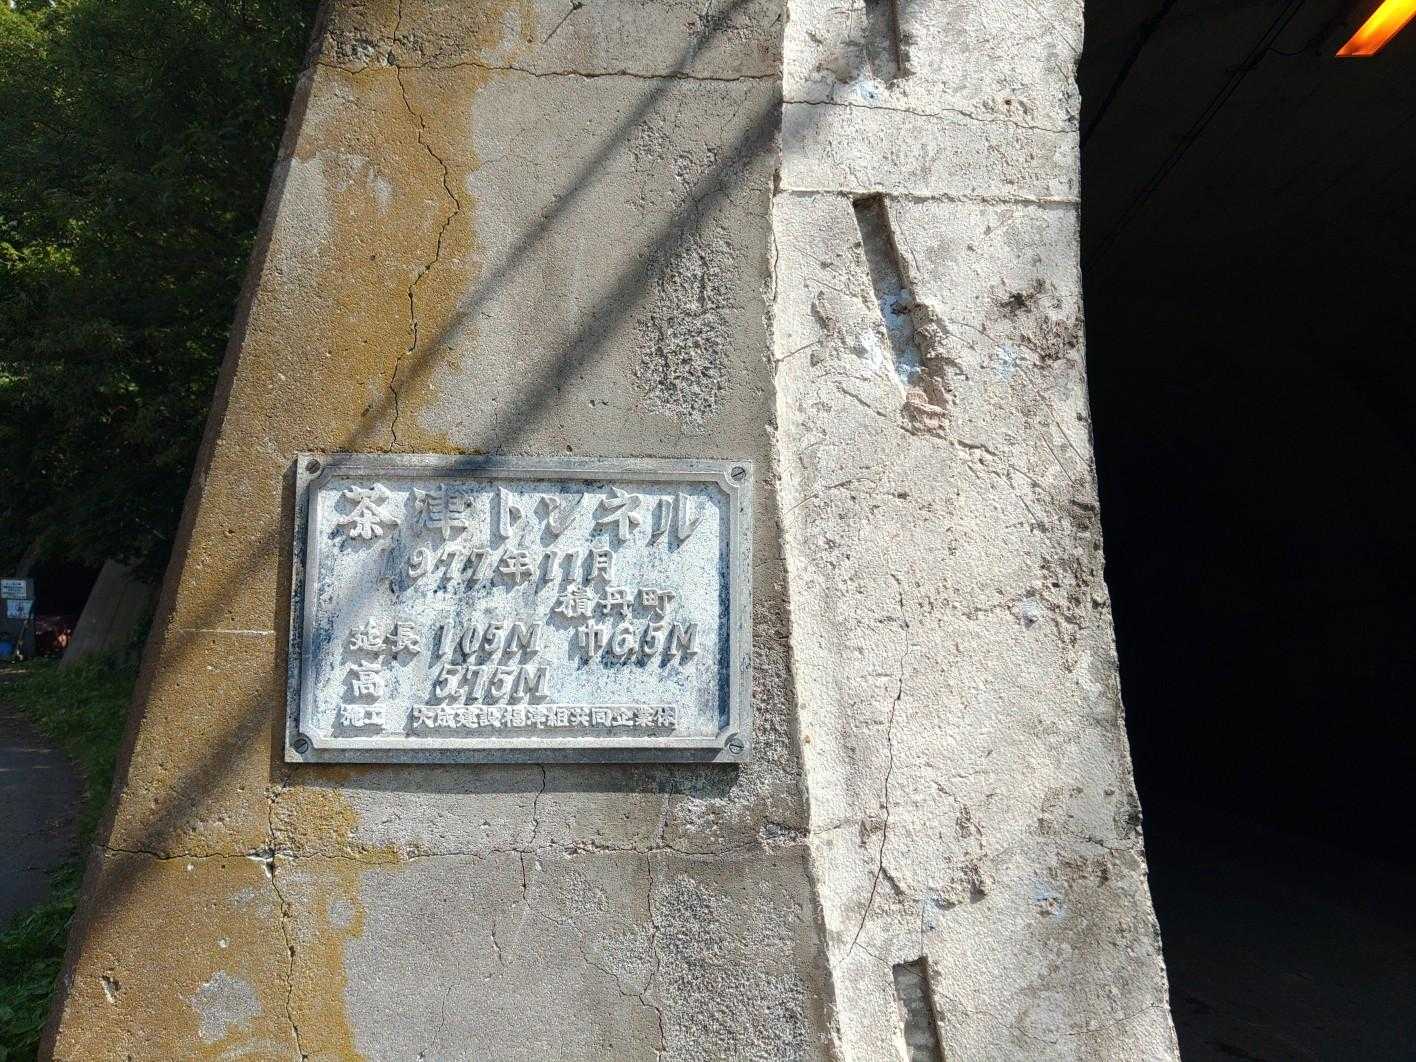 茶津トンネル
1977年11月
積丹町
延長 105M 巾6.5M
高 5.75M
施工 大成建設福津組共同企業体